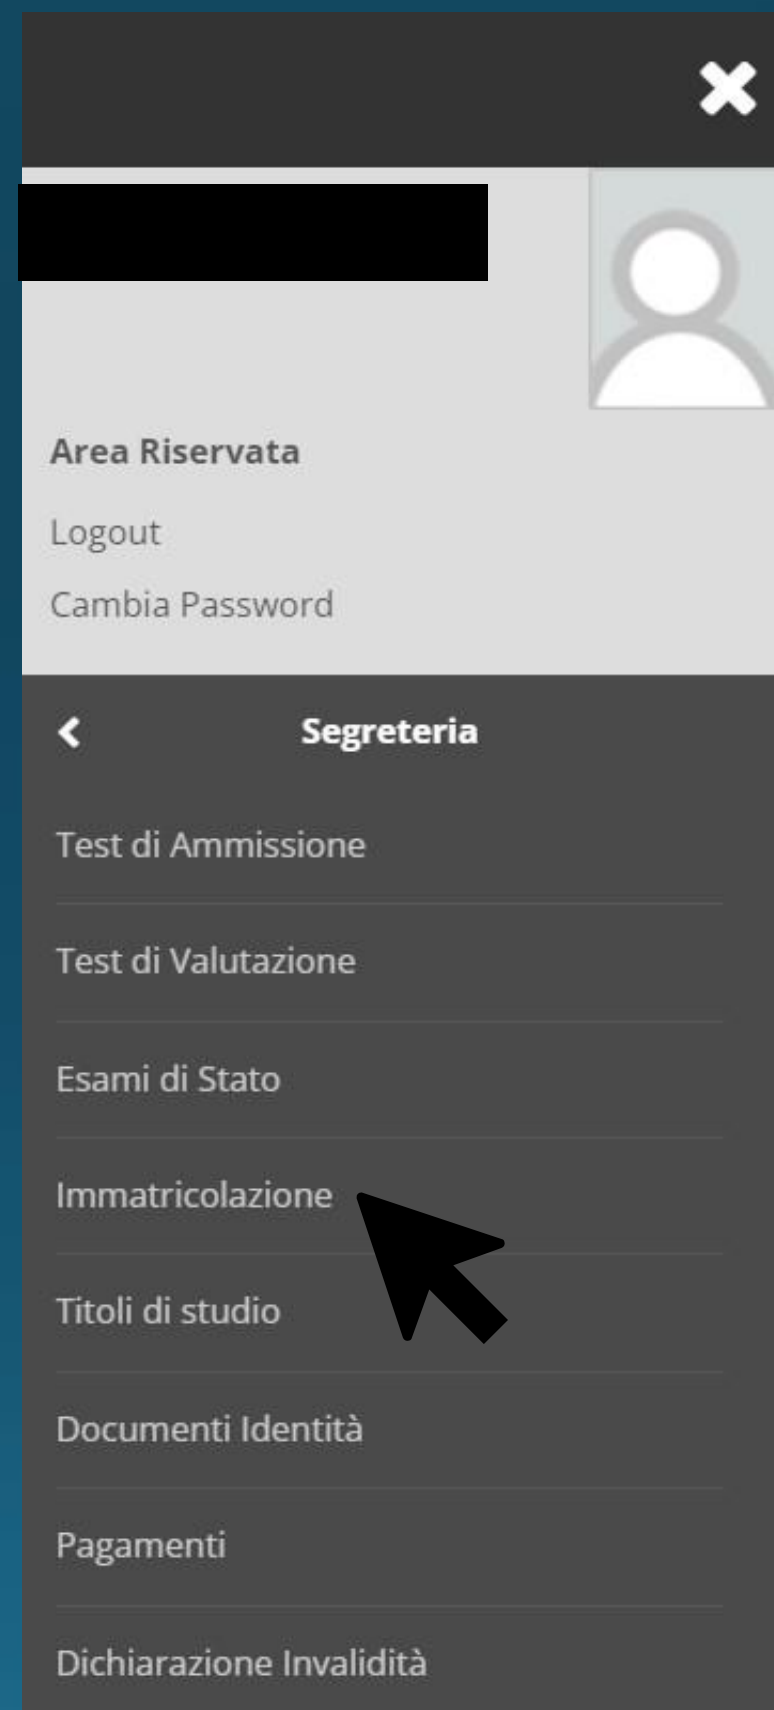 Area Riservata
Logout
Cambia Password
Segreteria
Test di Ammissione
Test di Valutazione
Esami di Stato
Immatricolazione
Titoli di studio
Documenti Identità
Pagamenti
Dichiarazione Invalidità